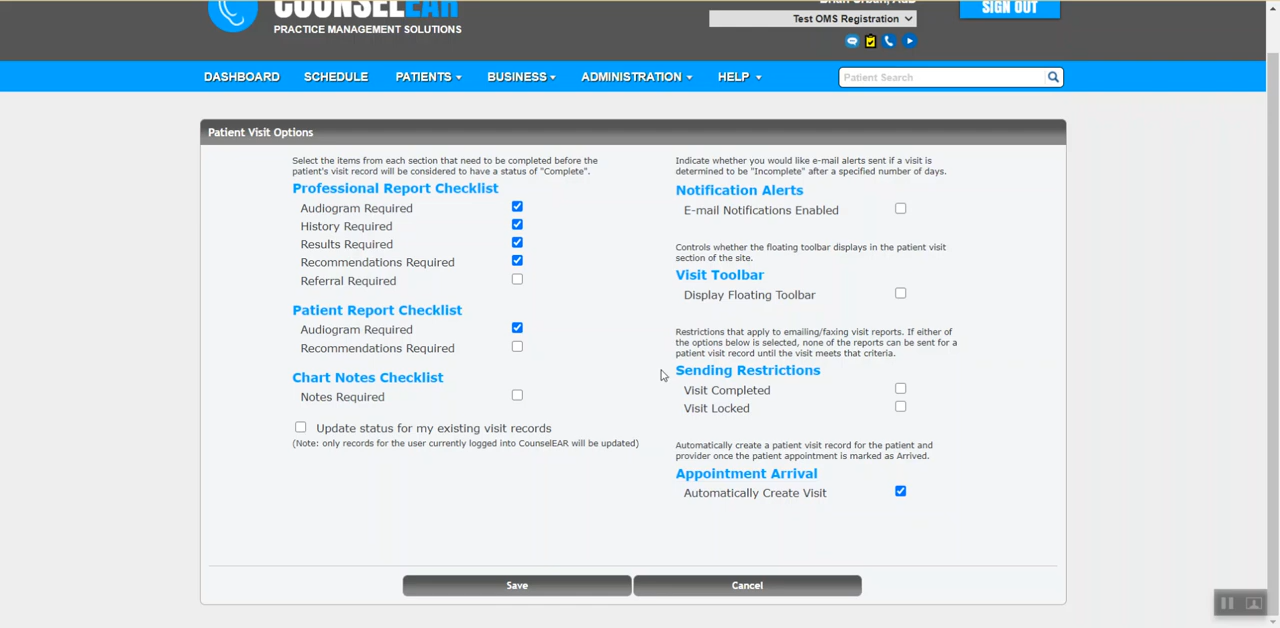 COUNSELEAR
PRACTICE MANAGEMENT SOLUTIONS
Brian Urban, AuD
Test OMS Registration
SIGN OUT
DASHBOARD SCHEDULE PATIENTS BUSINESS ADMINISTRATION HELP Patient Search
Patient Visit Options
Select the items from each section that need to be completed before the
patient's visit record will be considered to have a status of "Complete".
Professional Report Checklist
Audiogram Required
History Required
Results Required
Recommendations Required
Referral Required
Patient Report Checklist
Audiogram Required
Recommendations Required
Chart Notes Checklist
Notes Required
Update status for my existing visit records
(Note: only records for the user currently logged into CounselEAR will be updated)
Indicate whether you would like e-mail alerts sent if a visit is
determined to be "Incomplete" after a specified number of days.
Notification Alerts
E-mail Notifications Enabled
Controls whether the floating toolbar displays in the patient visit
section of the site.
Visit Toolbar
Display Floating Toolbar
Restrictions that apply to emailing/faxing visit reports. If either of
the options below is selected, none of the reports can be sent for a
patient visit record until the visit meets that criteria.
Sending Restrictions
Visit Completed
Visit Locked
Automatically create a patient visit record for the patient and
provider once the patient appointment is marked as Arrived.
Appointment Arrival
Automatically Create Visit
Save Cancel